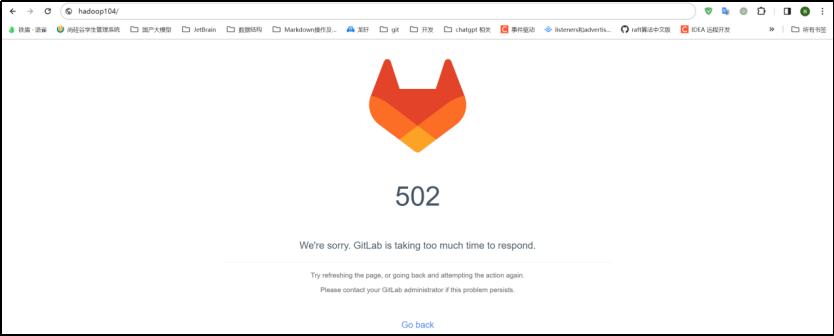 hadoop104/
铁粪 · 语雀 尚硅谷学生管理系统 国产大模型 JetBrain 数据结构 Markdown操作及... 龙轩 git 开发 chatgpt 相关 事件驱动 listeners和advertis... raft算法中文版 IDEA 远程开发 » 所有书签
502
We're sorry. GitLab is taking too much time to respond.
Try refreshing the page, or going back and attempting the action again.
Please contact your GitLab administrator if this problem persists.
Go back